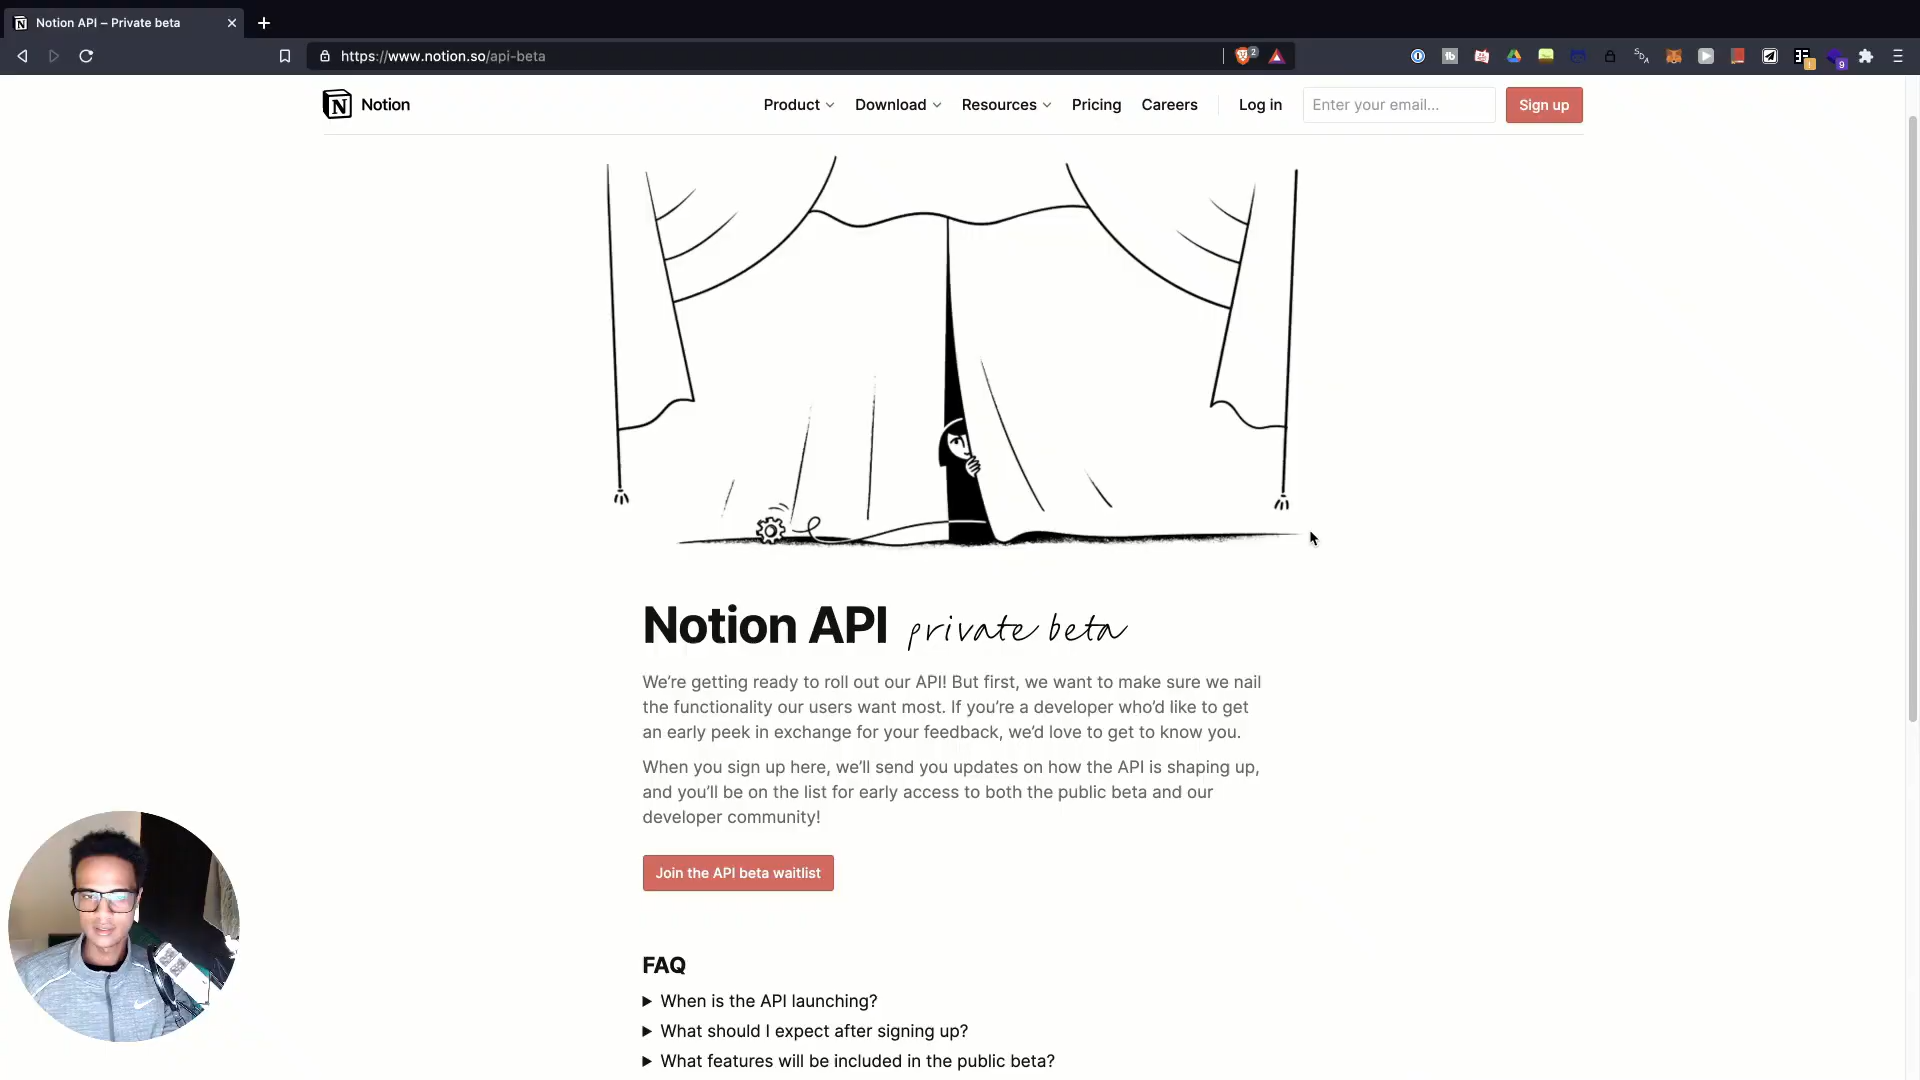 Notion API – Private beta
https://www.notion.so/api-beta
2
9
Notion
Product
Download
Resources
Pricing
Careers
Log in
Enter your email...
Sign up
Notion API private beta
We’re getting ready to roll out our API! But first, we want to make sure we nail
the functionality our users want most. If you’re a developer who’d like to get
an early peek in exchange for your feedback, we’d love to get to know you.
When you sign up here, we’ll send you updates on how the API is shaping up,
and you’ll be on the list for early access to both the public beta and our
developer community!
Join the API beta waitlist
FAQ
When is the API launching?
What should I expect after signing up?
What features will be included in the public beta?